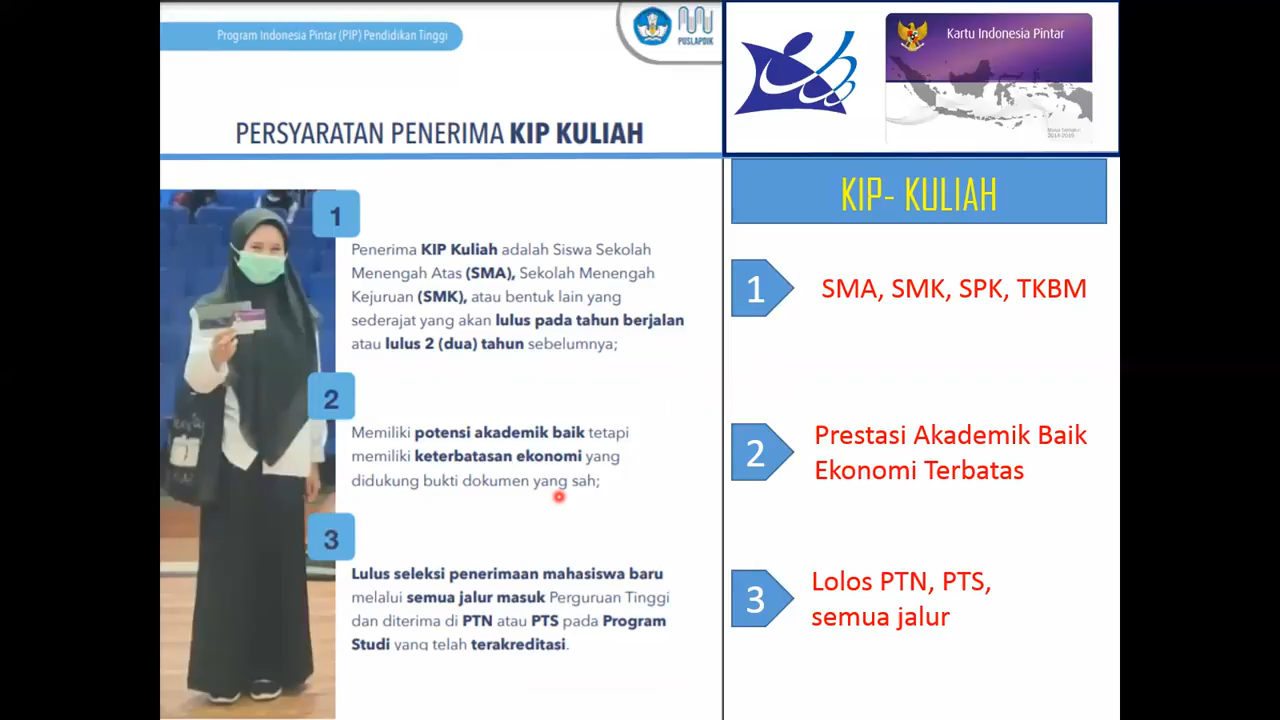 Program Indonesia Pintar (PIP) Pendidikan Tinggi
PUSLAPDIK
PERSYARATAN PENERIMA KIP KULIAH
1
Penerima KIP Kuliah adalah Siswa Sekolah
Menengah Atas (SMA), Sekolah Menengah
Kejuruan (SMK), atau bentuk lain yang
sederajat yang akan lulus pada tahun berjalan
atau lulus 2 (dua) tahun sebelumnya;
2
Memiliki potensi akademik baik tetapi
memiliki keterbatasan ekonomi yang
didukung bukti dokumen yang sah;
3
Lulus seleksi penerimaan mahasiswa baru
melalui semua jalur masuk Perguruan Tinggi
dan diterima di PTN atau PTS pada Program
Studi yang telah terakreditasi.
Kartu Indonesia Pintar
KIP- KULIAH
1
SMA, SMK, SPK, TKBM
2
Prestasi Akademik Baik
Ekonomi Terbatas
3
Lolos PTN, PTS,
semua jalur